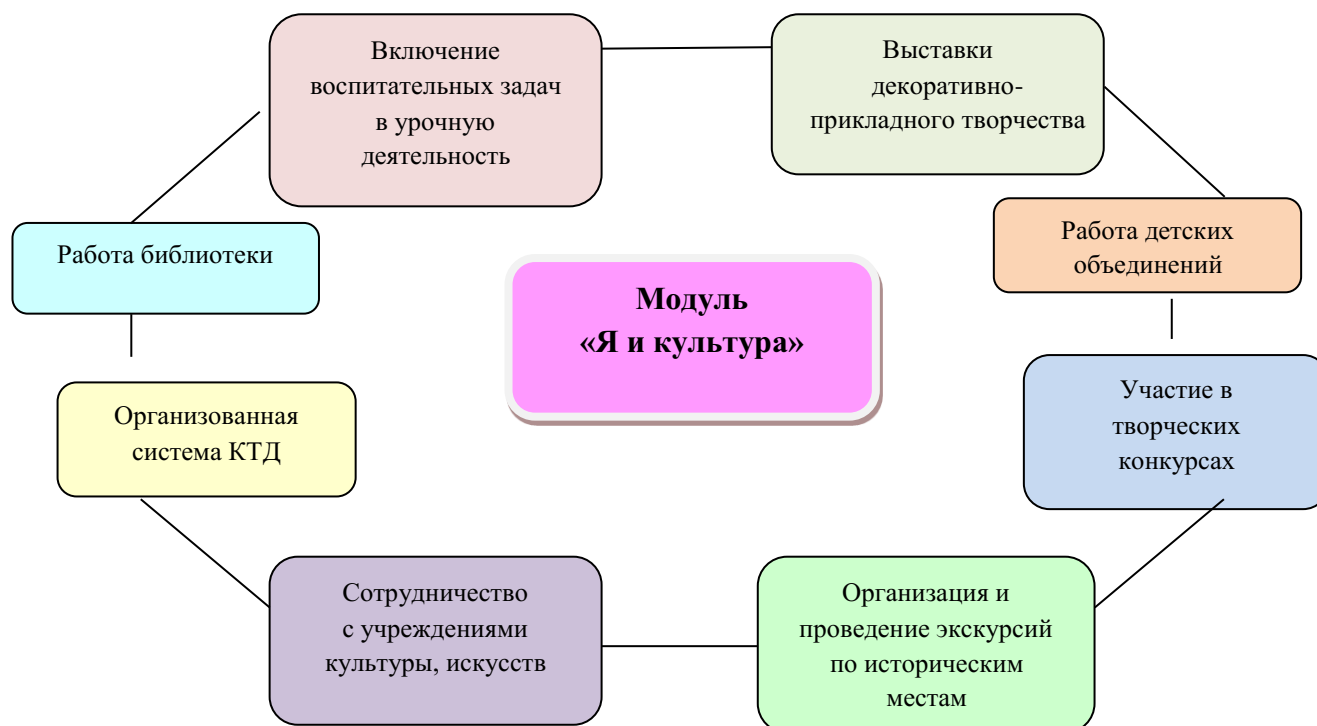 Включение
воспитательных задач
в урочную
деятельность
Выставки
декоративно-
прикладного творчества
Работа библиотеки
Работа детских
объединений
Модуль
«Я и культура»
Организованная
система КТД
Участие в
творческих
конкурсах
Сотрудничество
с учреждениями
культуры, искусств
Организация и
проведение экскурсий
по историческим
местам